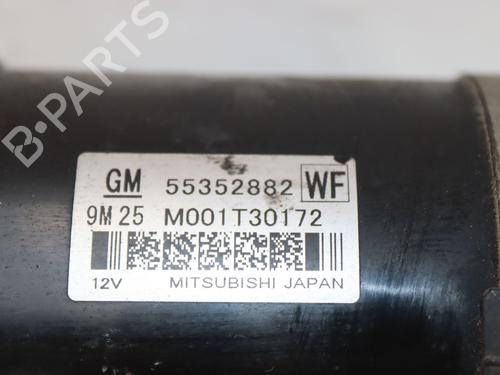 B-PARTS
GM 55352882 WF
9M25 M001T30172
12V MITSUBISHI JAPAN